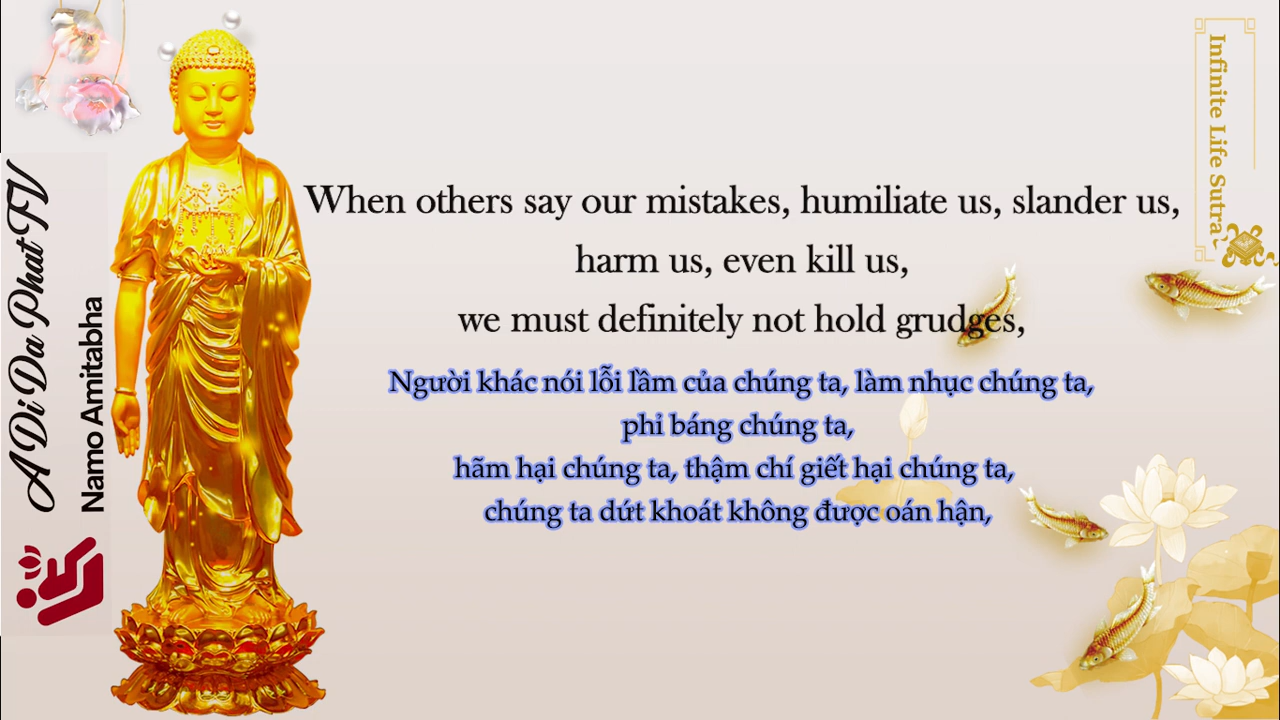 A Di Da Phat TV
Namo Amitabha
Infinite Life Sutra
When others say our mistakes, humiliate us, slander us,
harm us, even kill us,
we must definitely not hold grudges,
Người khác nói lỗi lầm của chúng ta, làm nhục chúng ta,
phỉ báng chúng ta,
hãm hại chúng ta, thậm chí giết hại chúng ta,
chúng ta dứt khoát không được oán hận,